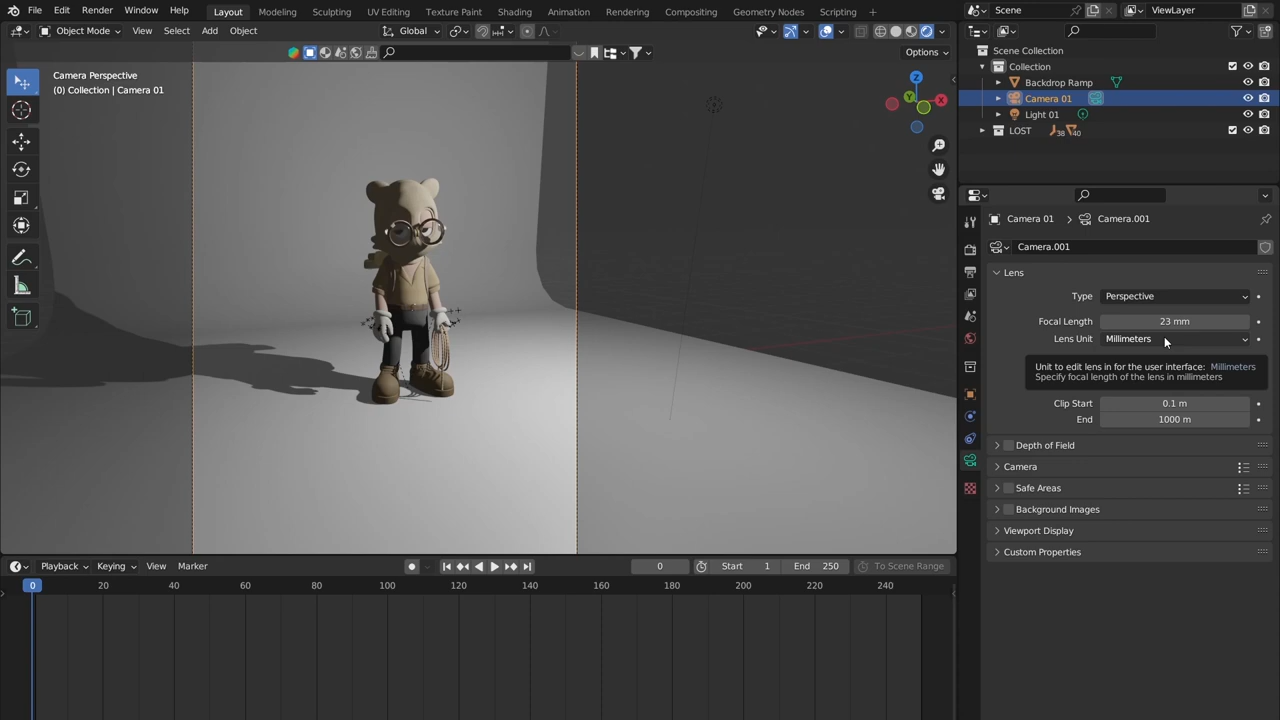 File Edit Render Window Help Layout Modeling Sculpting UV Editing Texture Paint Shading Animation Rendering Compositing Geometry Nodes Scripting + Scene ViewLayer
Object Mode View Select Add Object Global
Options
Camera Perspective
(0) Collection | Camera 01
Z
Y
X
Scene Collection
Collection
Backdrop Ramp
Camera 01
Light 01
LOST 38 40
Camera 01 > Camera.001
Camera.001
Lens
Type Perspective
Focal Length 23 mm
Lens Unit Millimeters
Unit to edit lens in for the user interface: Millimeters
Specify focal length of the lens in millimeters
Clip Start 0.1 m
End 1000 m
Depth of Field
Camera
Safe Areas
Background Images
Viewport Display
Custom Properties
Playback Keying View Marker 0 Start 1 End 250 To Scene Range
0 20 40 60 80 100 120 140 160 180 200 220 240